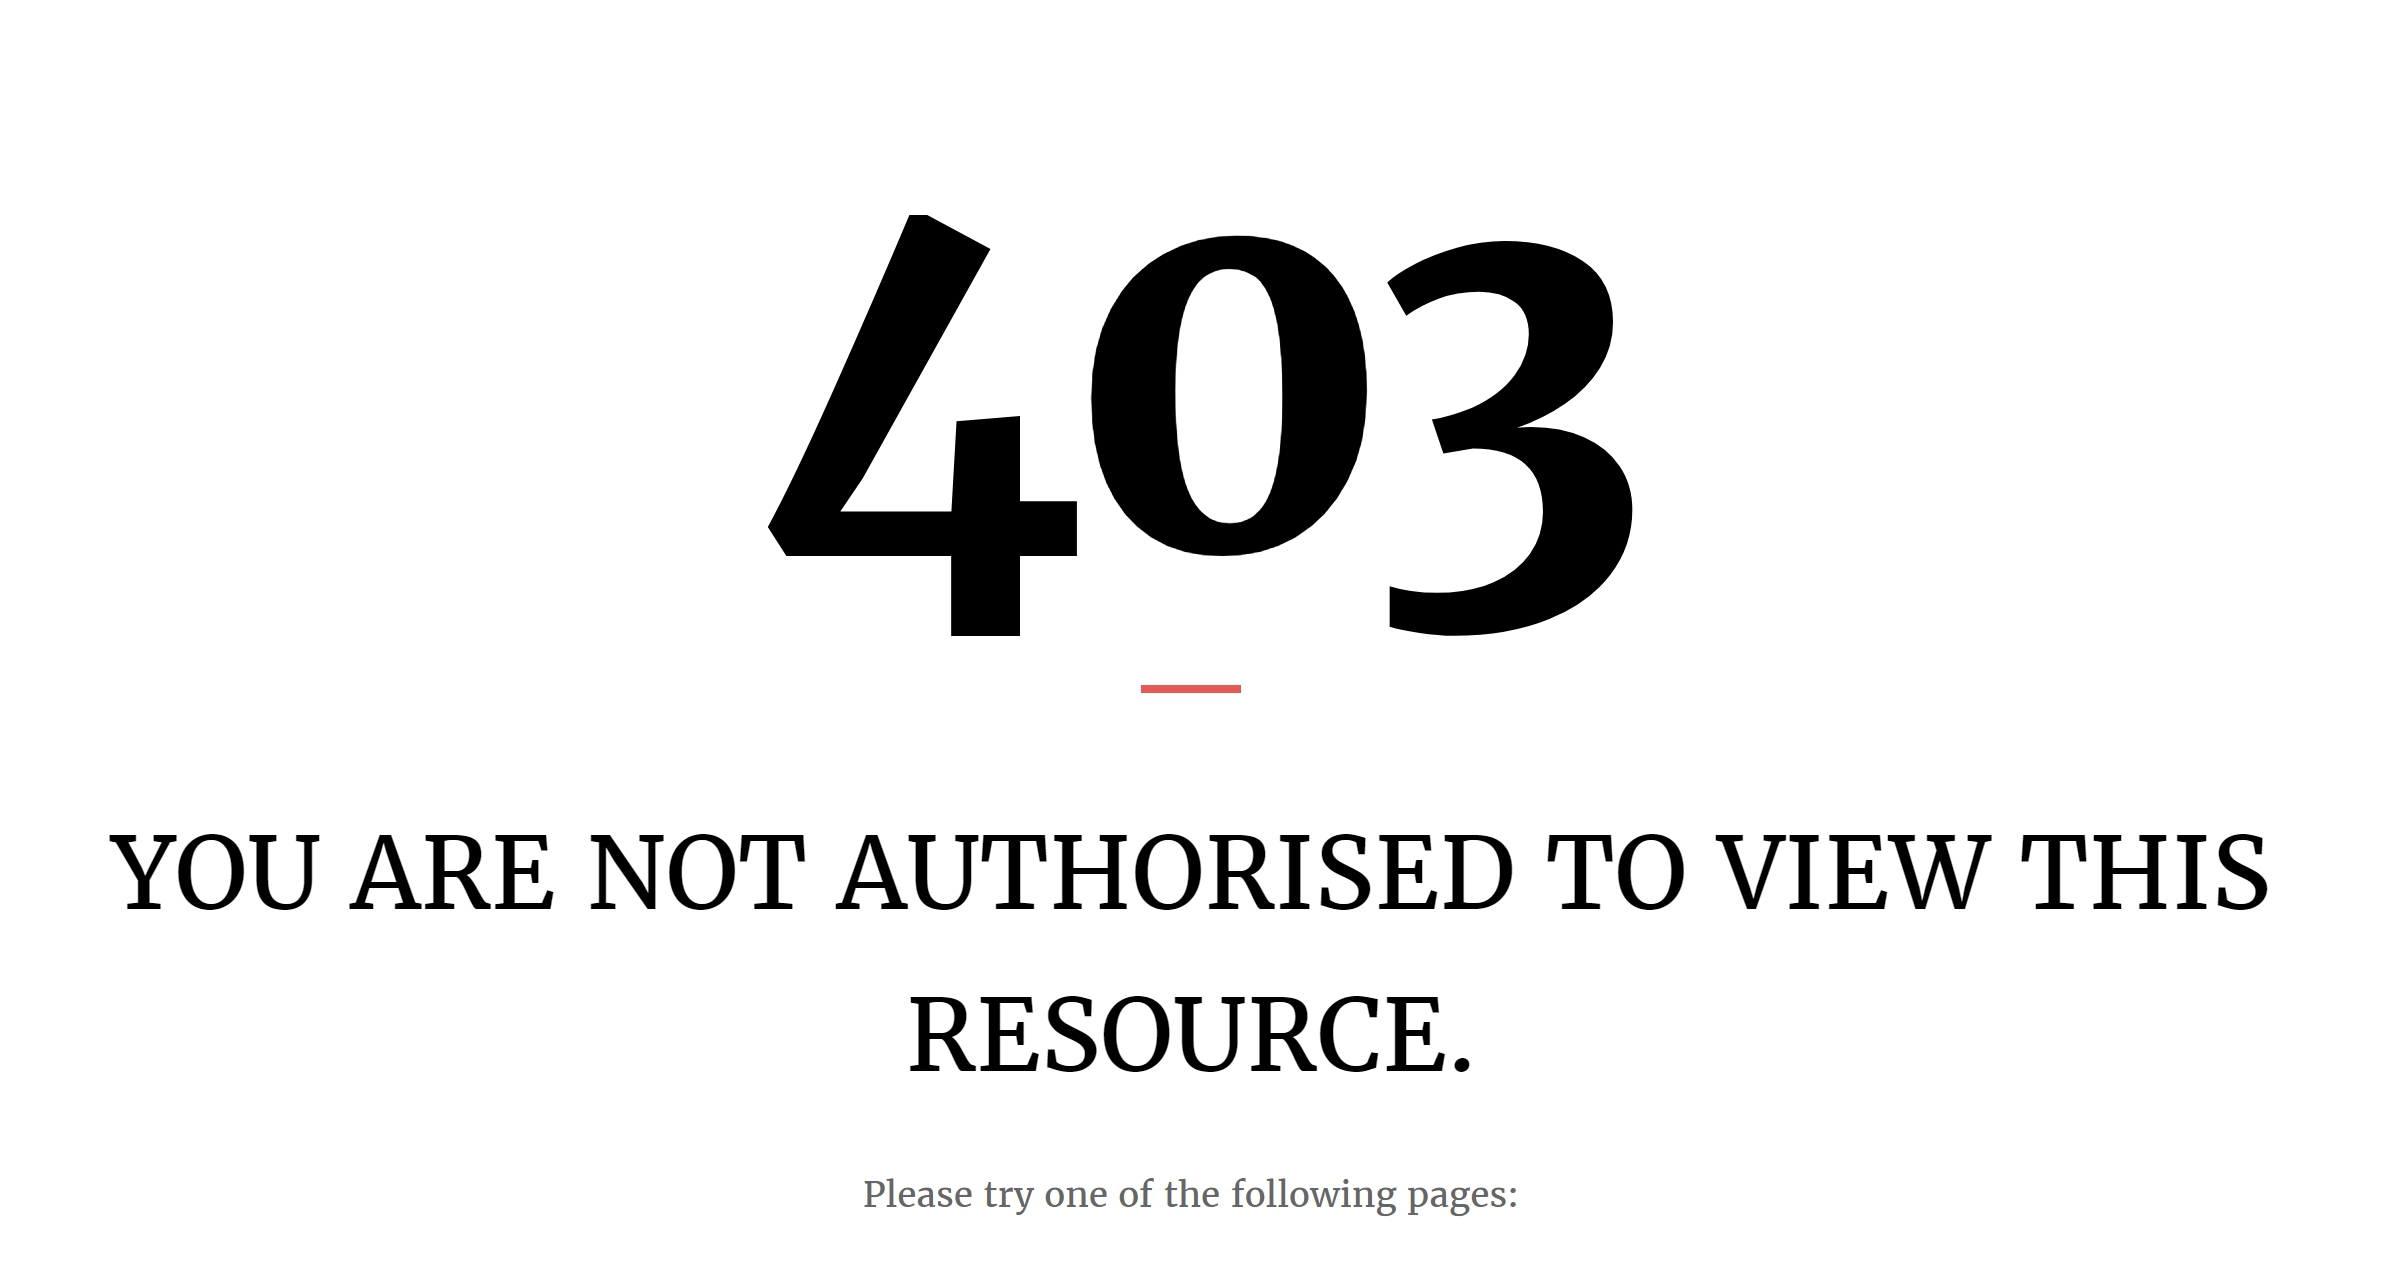 403
YOU ARE NOT AUTHORISED TO VIEW THIS
RESOURCE.
Please try one of the following pages: